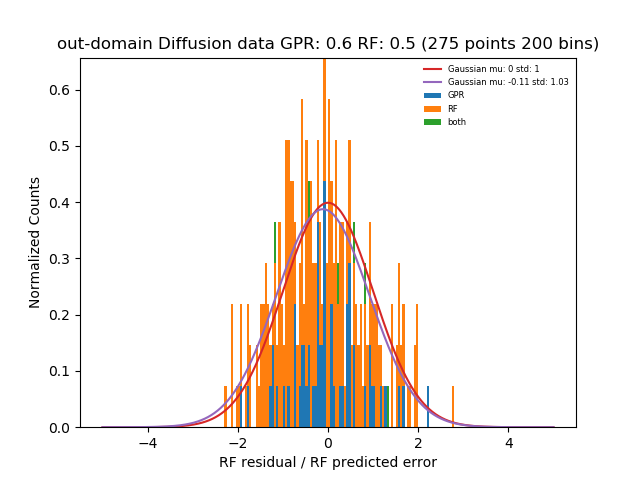 out-domain Diffusion data GPR: 0.6 RF: 0.5 (275 points 200 bins)
Gaussian mu: 0 std: 1
Gaussian mu: -0.11 std: 1.03
GPR
RF
both
Normalized Counts
0.6
0.5
0.4
0.3
0.2
0.1
0.0
−4 −2 0 2 4
RF residual / RF predicted error